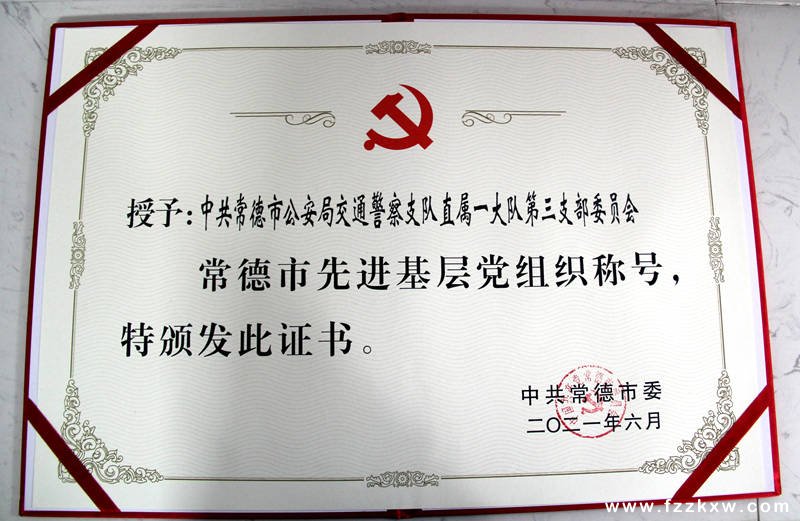 授予：中共常德市公安局交通警察支队直属一大队第三支部委员会
常德市先进基层党组织称号，
特颁发此证书。
中共常德市委
二〇二一年六月
www.fzzkxw.com